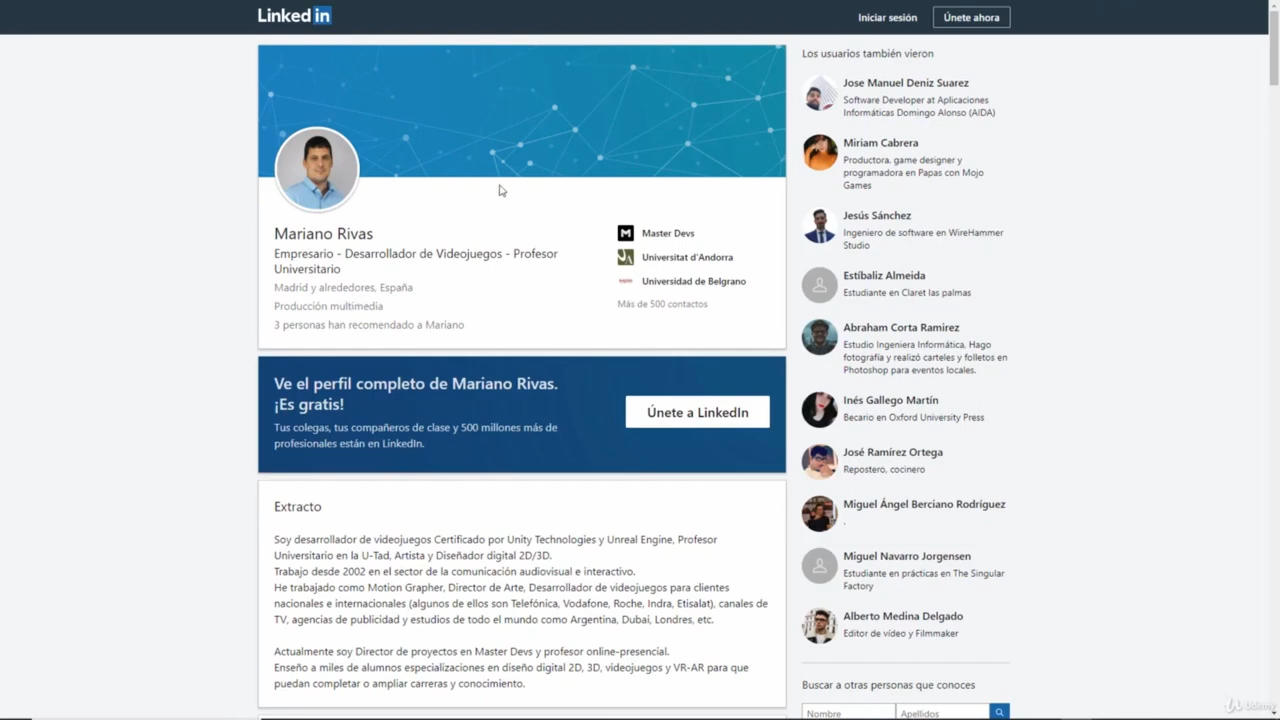 Linked in
Iniciar sesión
Únete ahora
Mariano Rivas
Empresario - Desarrollador de Videojuegos - Profesor
Universitario
Madrid y alrededores, España
Producción multimedia
3 personas han recomendado a Mariano
Master Devs
Universitat d'Andorra
Universidad de Belgrano
Más de 500 contactos
Ve el perfil completo de Mariano Rivas.
¡Es gratis!
Tus colegas, tus compañeros de clase y 500 millones más de
profesionales están en LinkedIn.
Únete a LinkedIn
Extracto
Soy desarrollador de videojuegos Certificado por Unity Technologies y Unreal Engine, Profesor
Universitario en la U-Tad, Artista y Diseñador digital 2D/3D.
Trabajo desde 2002 en el sector de la comunicación audiovisual e interactivo.
He trabajado como Motion Grapher, Director de Arte, Desarrollador de videojuegos para clientes
nacionales e internacionales (algunos de ellos son Telefónica, Vodafone, Roche, Indra, Etisalat), canales de
TV, agencias de publicidad y estudios de todo el mundo como Argentina, Dubai, Londres, etc.
Actualmente soy Director de proyectos en Master Devs y profesor online-presencial.
Enseño a miles de alumnos especializaciones en diseño digital 2D, 3D, videojuegos y VR-AR para que
puedan completar o ampliar carreras y conocimiento.
Los usuarios también vieron
Jose Manuel Deniz Suarez
Software Developer at Aplicaciones
Informáticas Domingo Alonso (AIDA)
Miriam Cabrera
Productora, game designer y
programadora en Papas con Mojo
Games
Jesús Sánchez
Ingeniero de software en WireHammer
Studio
Estíbaliz Almeida
Estudiante en Claret las palmas
Abraham Corta Ramirez
Estudio Ingeniera Informática, Hago
fotografía y realizó carteles y folletos en
Photoshop para eventos locales.
Inés Gallego Martín
Becario en Oxford University Press
José Ramírez Ortega
Repostero, cocinero
Miguel Ángel Berciano Rodríguez
.
Miguel Navarro Jorgensen
Estudiante en prácticas en The Singular
Factory
Alberto Medina Delgado
Editor de vídeo y Filmmaker
Buscar a otras personas que conoces
Nombre
Apellidos
Udemy